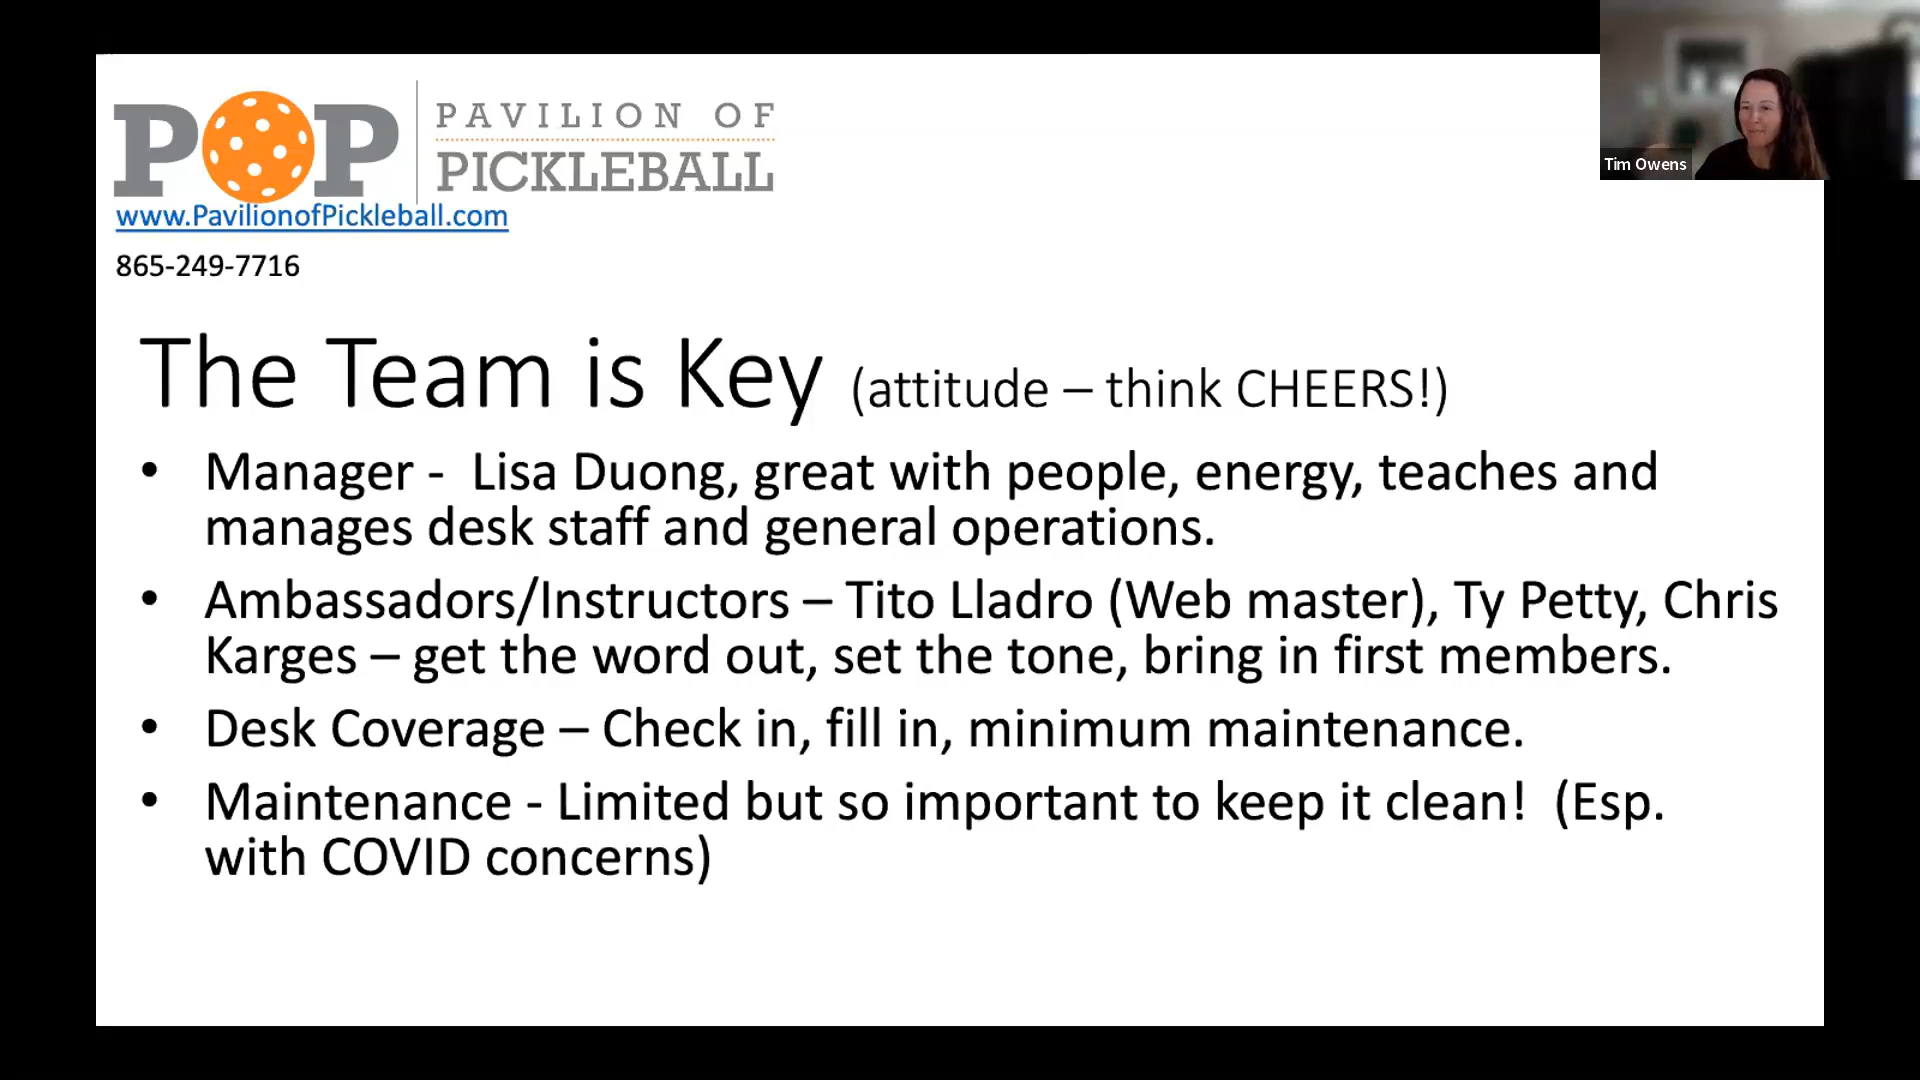 POP
PAVILION OF
PICKLEBALL
www.PavilionofPickleball.com
865-249-7716
Tim Owens
The Team is Key (attitude – think CHEERS!)
• Manager -  Lisa Duong, great with people, energy, teaches and
manages desk staff and general operations.
• Ambassadors/Instructors – Tito Lladro (Web master), Ty Petty, Chris
Karges – get the word out, set the tone, bring in first members.
• Desk Coverage – Check in, fill in, minimum maintenance.
• Maintenance - Limited but so important to keep it clean!  (Esp.
with COVID concerns)